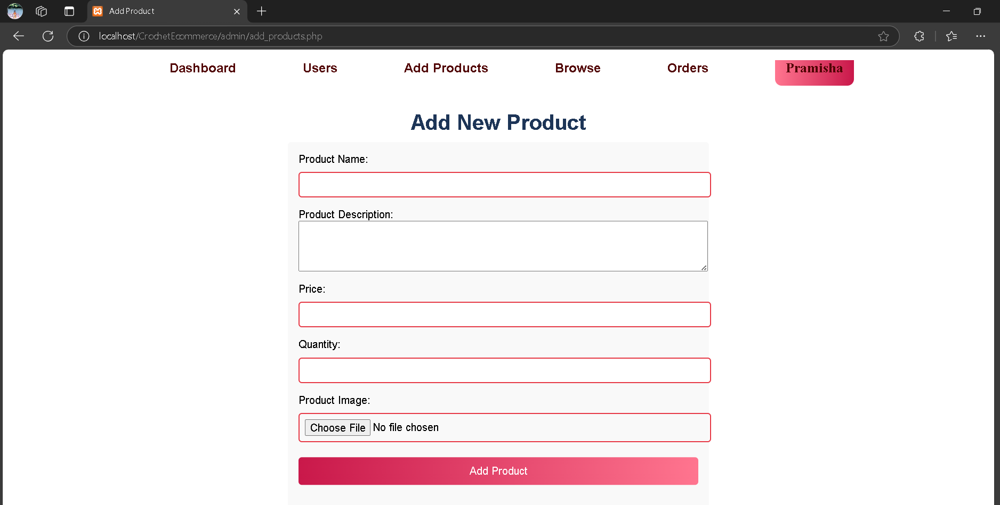 Add Product
localhost/CrochetEcommerce/admin/add_products.php
Dashboard Users Add Products Browse Orders Pramisha
Add New Product
Product Name:
Product Description:
Price:
Quantity:
Product Image:
Choose File No file chosen
Add Product